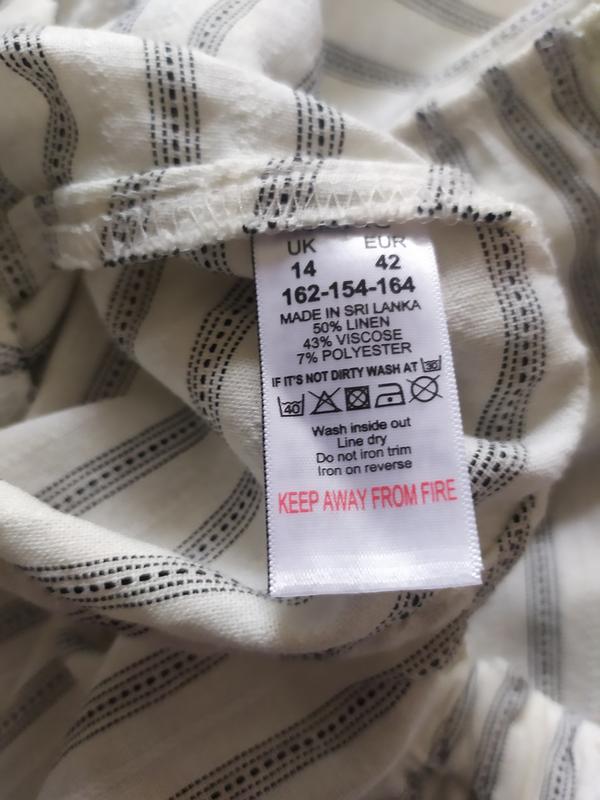 UK EUR
14 42
162-154-164
MADE IN SRI LANKA
50% LINEN
43% VISCOSE
7% POLYESTER
IF IT'S NOT DIRTY WASH AT 30
40
Wash inside out
Line dry
Do not iron trim
Iron on reverse
KEEP AWAY FROM FIRE